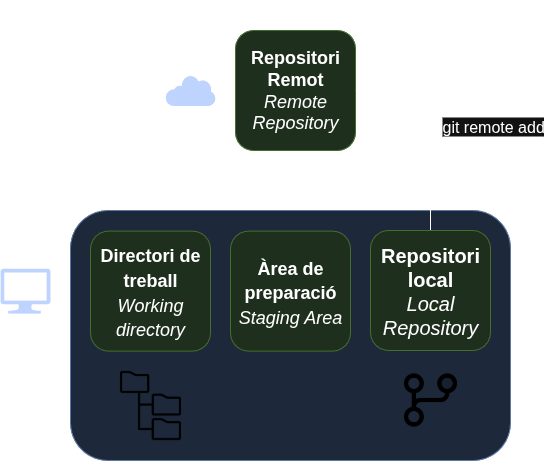 Repositori
Remot
Remote
Repository
git remote add
Directori de
treball
Working
directory
Àrea de
preparació
Staging Area
Repositori
local
Local
Repository